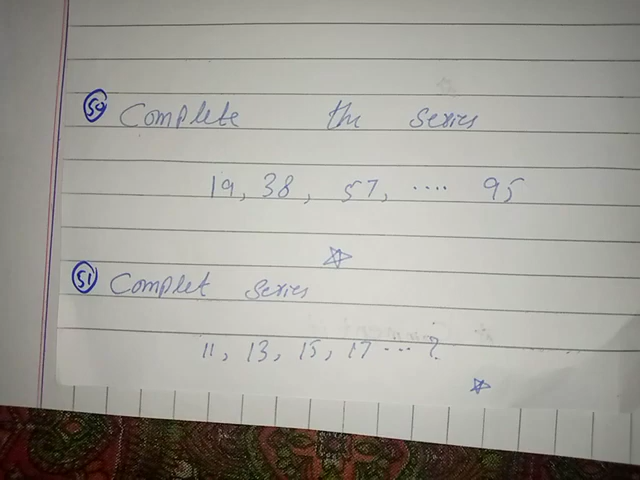 50 Complete the series
19, 38, 57, .... 95
51 Complet series
11, 13, 15, 17 ... ?